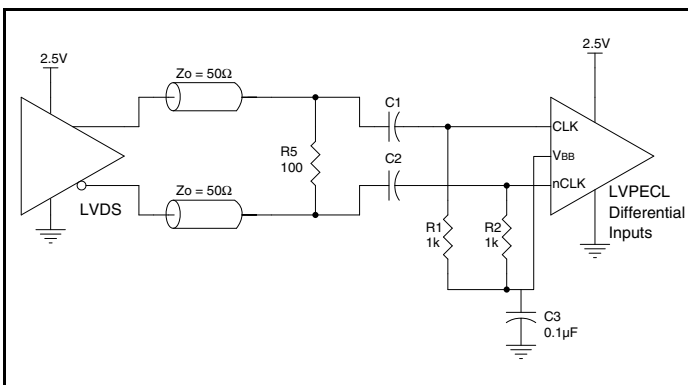 2.5V
2.5V
Zo = 50Ω
C1
CLK
R5
100
C2
VBB
Zo = 50Ω
nCLK
LVDS
LVPECL
Differential
Inputs
R1
1k
R2
1k
C3
0.1µF